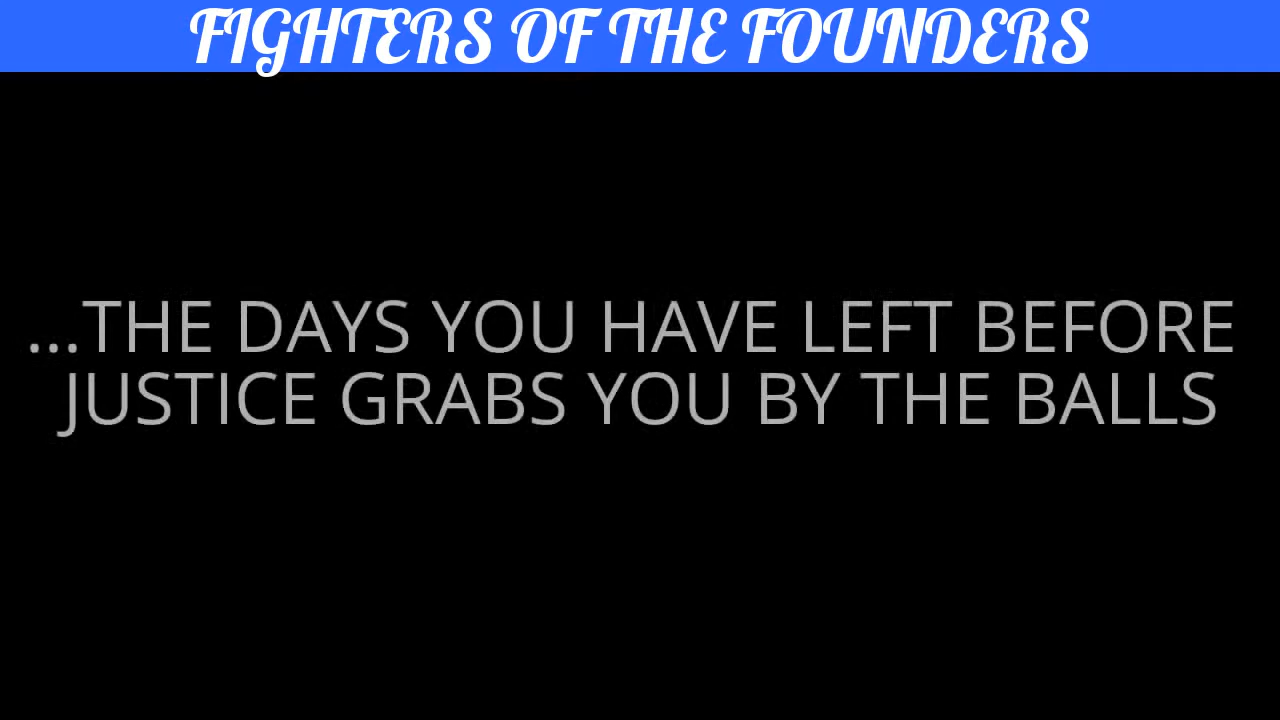 FIGHTERS OF THE FOUNDERS
...THE DAYS YOU HAVE LEFT BEFORE
JUSTICE GRABS YOU BY THE BALLS